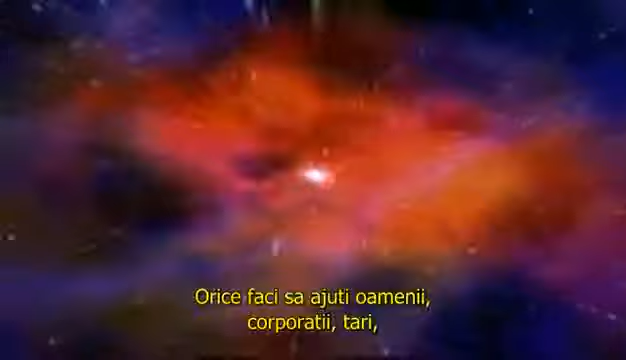 Orice faci sa ajuti oamenii,
corporatii, tari,